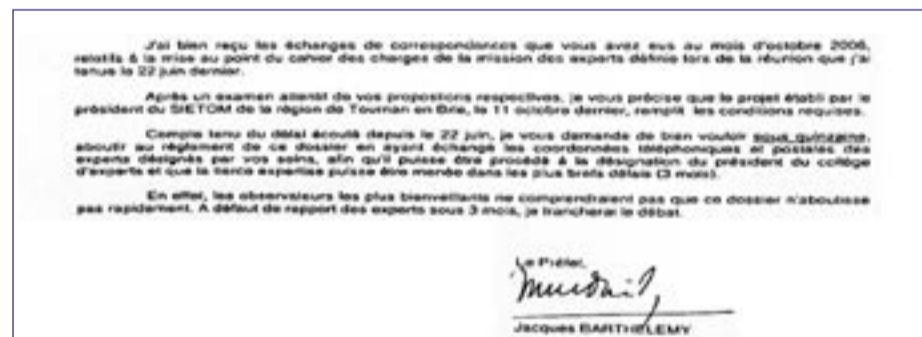 J'ai bien reçu les échanges de correspondances que vous avez eus au mois d'octobre 2006,
relatifs à la mise au point du cahier des charges de la mission des experts définie lors de la réunion que j'ai
tenue le 22 juin dernier.
Après un examen attentif de vos propositions respectives, je vous précise que le projet établi par le
président du SIETOM de la région de Tournan en Brie, le 11 octobre dernier, remplit les conditions requises.
Compte tenu du délai écoulé depuis le 22 juin, je vous demande de bien vouloir sous quinzaine,
aboutir au règlement de ce dossier en ayant échangé les coordonnées téléphoniques et postales des
experts désignés par vos soins, afin qu'il puisse être procédé à la désignation du président du collège
d'experts et que la tierce expertise puisse être menée dans les plus brefs délais (3 mois).
En effet, les observateurs les plus bienveillants ne comprendraient pas que ce dossier n'aboutisse
pas rapidement. A défaut de rapport des experts sous 3 mois, je trancherai le débat.
Le Préfet,
Jacques BARTHELEMY